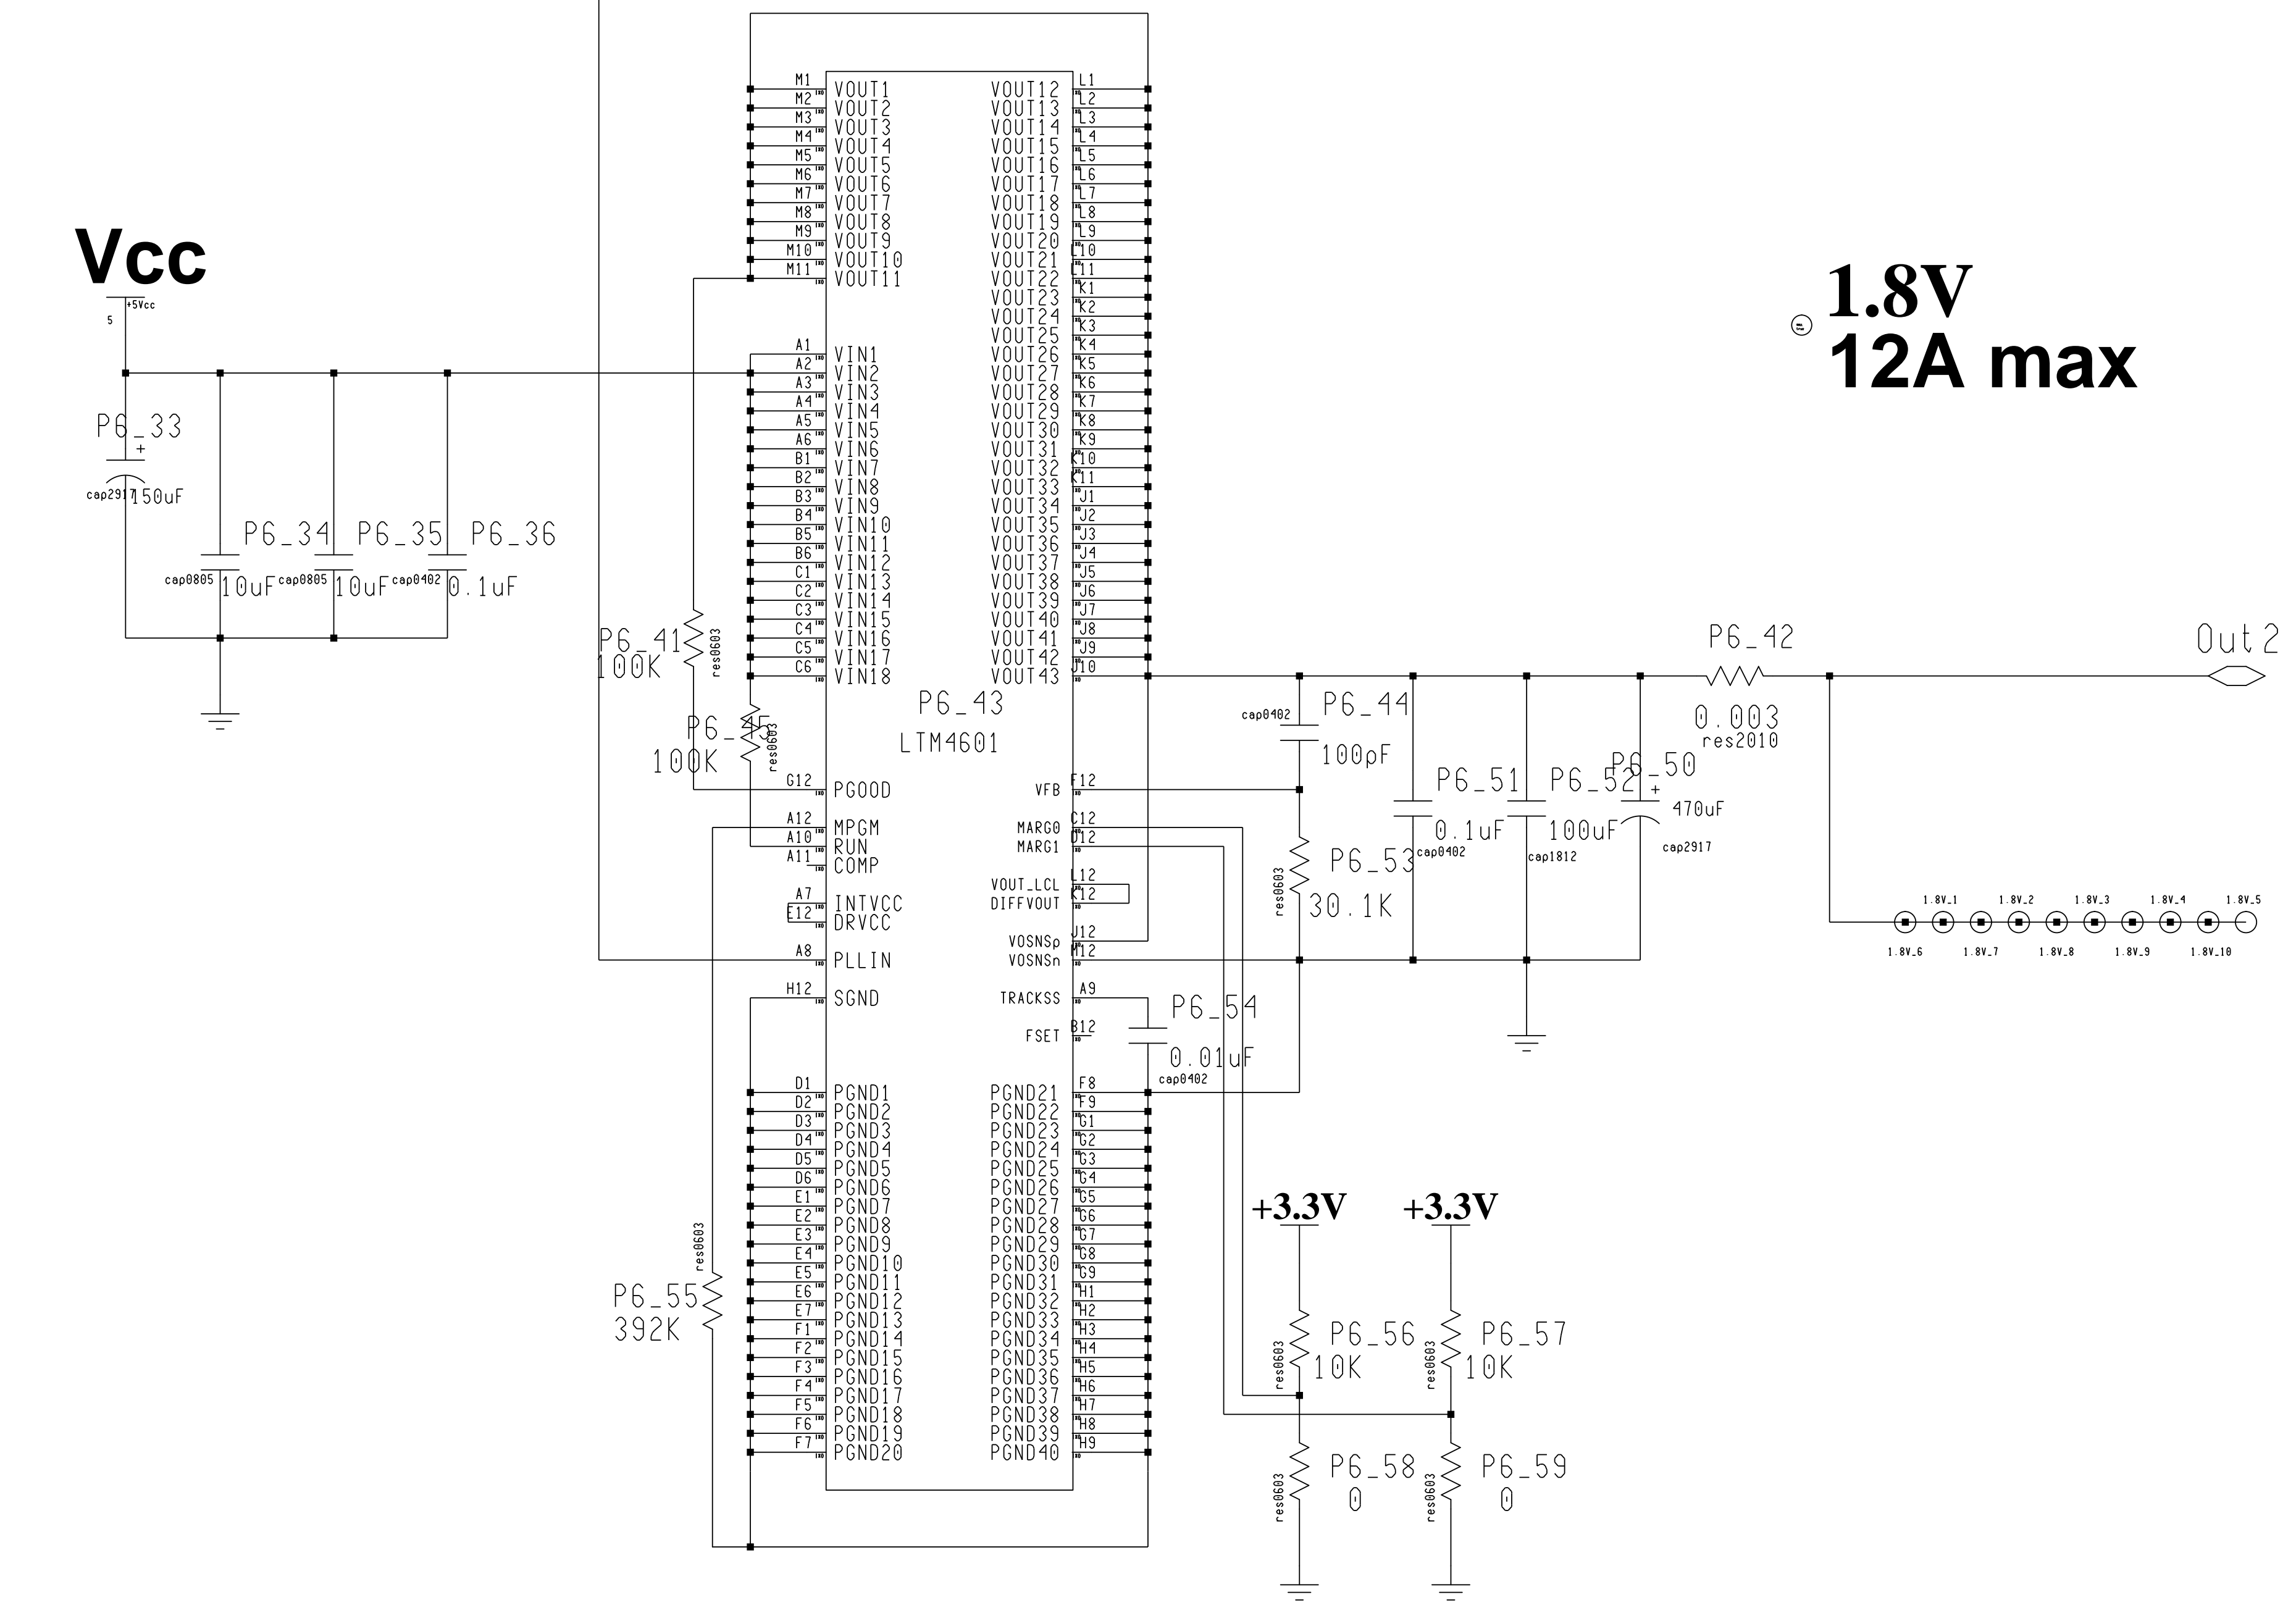 Vcc
+5Vcc
5
P6_33
+
cap2917
150uF
P6_34
cap0805
10uF
P6_35
cap0805
10uF
P6_36
cap0402
0.1uF
M1 VOUT1
M2 VOUT2
M3 VOUT3
M4 VOUT4
M5 VOUT5
M6 VOUT6
M7 VOUT7
M8 VOUT8
M9 VOUT9
M10 VOUT10
M11 VOUT11
A1 VIN1
A2 VIN2
A3 VIN3
A4 VIN4
A5 VIN5
A6 VIN6
B1 VIN7
B2 VIN8
B3 VIN9
B4 VIN10
B5 VIN11
B6 VIN12
C1 VIN13
C2 VIN14
C3 VIN15
C4 VIN16
C5 VIN17
C6 VIN18
P6_41
100K
res0603
P6_45
100K
res0603
P6_43
LTM4601
G12 PGOOD
A12 MPGM
A10 RUN
A11 COMP
A7 INTVCC
E12 DRVCC
A8 PLLIN
H12 SGND
D1 PGND1
D2 PGND2
D3 PGND3
D4 PGND4
D5 PGND5
D6 PGND6
E1 PGND7
E2 PGND8
E3 PGND9
E4 PGND10
E5 PGND11
E6 PGND12
E7 PGND13
F1 PGND14
F2 PGND15
F3 PGND16
F4 PGND17
F5 PGND18
F6 PGND19
F7 PGND20
res0603
P6_55
392K
VOUT12 L1
VOUT13 L2
VOUT14 L3
VOUT15 L4
VOUT16 L5
VOUT17 L6
VOUT18 L7
VOUT19 L8
VOUT20 L9
VOUT21 L10
VOUT22 L11
VOUT23 K1
VOUT24 K2
VOUT25 K3
VOUT26 K4
VOUT27 K5
VOUT28 K6
VOUT29 K7
VOUT30 K8
VOUT31 K9
VOUT32 K10
VOUT33 K11
VOUT34 J1
VOUT35 J2
VOUT36 J3
VOUT37 J4
VOUT38 J5
VOUT39 J6
VOUT40 J7
VOUT41 J8
VOUT42 J9
VOUT43 J10
VFB F12
MARG0 C12
MARG1 D12
VOUT_LCL L12
DIFFVOUT K12
VOSNSp J12
VOSNSn M12
TRACKSS A9
FSET B12
PGND21 F8
PGND22 F9
PGND23 G1
PGND24 G2
PGND25 G3
PGND26 G4
PGND27 G5
PGND28 G6
PGND29 G7
PGND30 G8
PGND31 G9
PGND32 H1
PGND33 H2
PGND34 H3
PGND35 H4
PGND36 H5
PGND37 H6
PGND38 H7
PGND39 H8
PGND40 H9
1.8V
12A max
P6_42
0.003
res2010
Out2
cap0402
P6_44
100pF
P6_51
0.1uF
cap0402
P6_52
100uF
cap1812
P6_50
+
470uF
cap2917
P6_53
30.1K
res0603
P6_54
0.01uF
cap0402
1.8V_1 1.8V_2 1.8V_3 1.8V_4 1.8V_5
1.8V_6 1.8V_7 1.8V_8 1.8V_9 1.8V_10
+3.3V +3.3V
P6_56
10K
res0603
P6_57
10K
res0603
P6_58
0
res0603
P6_59
0
res0603